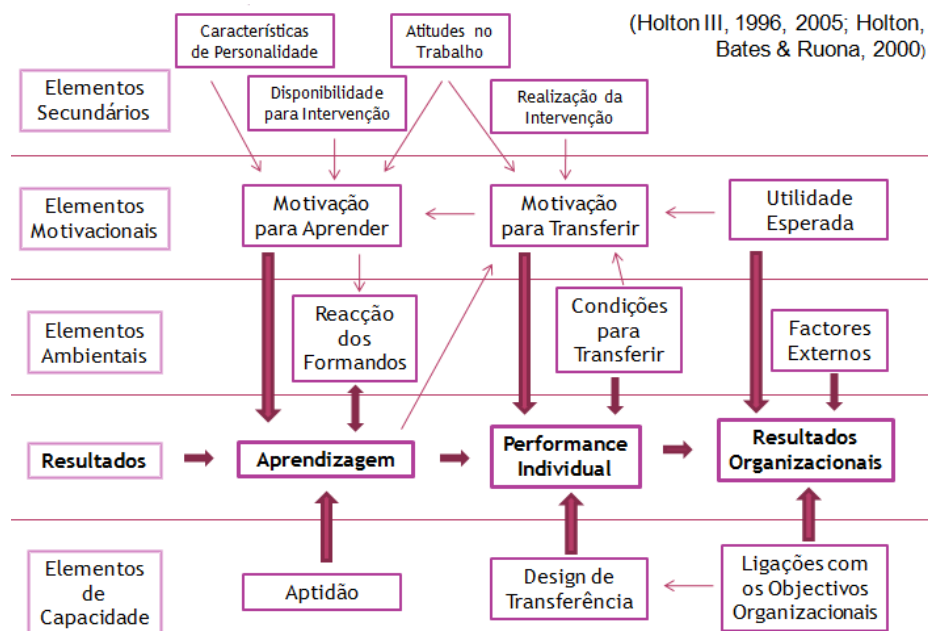 (Holton III, 1996, 2005; Holton,
Bates & Ruona, 2000)
Características
de Personalidade
Atitudes no
Trabalho
Elementos
Secundários
Disponibilidade
para Intervenção
Realização da
Intervenção
Elementos
Motivacionais
Motivação
para Aprender
Motivação
para Transferir
Utilidade
Esperada
Elementos
Ambientais
Reacção
dos
Formandos
Condições
para
Transferir
Factores
Externos
Resultados
Aprendizagem
Performance
Individual
Resultados
Organizacionais
Elementos
de
Capacidade
Aptidão
Design de
Transferência
Ligações com
os Objectivos
Organizacionais